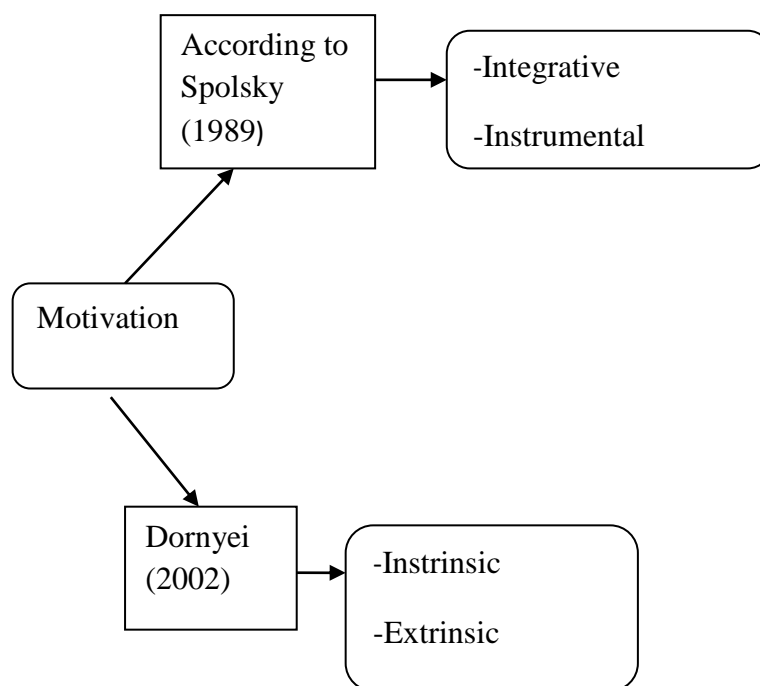 According to
Spolsky
(1989)
-Integrative
-Instrumental
Motivation
Dornyei
(2002)
-Instrinsic
-Extrinsic